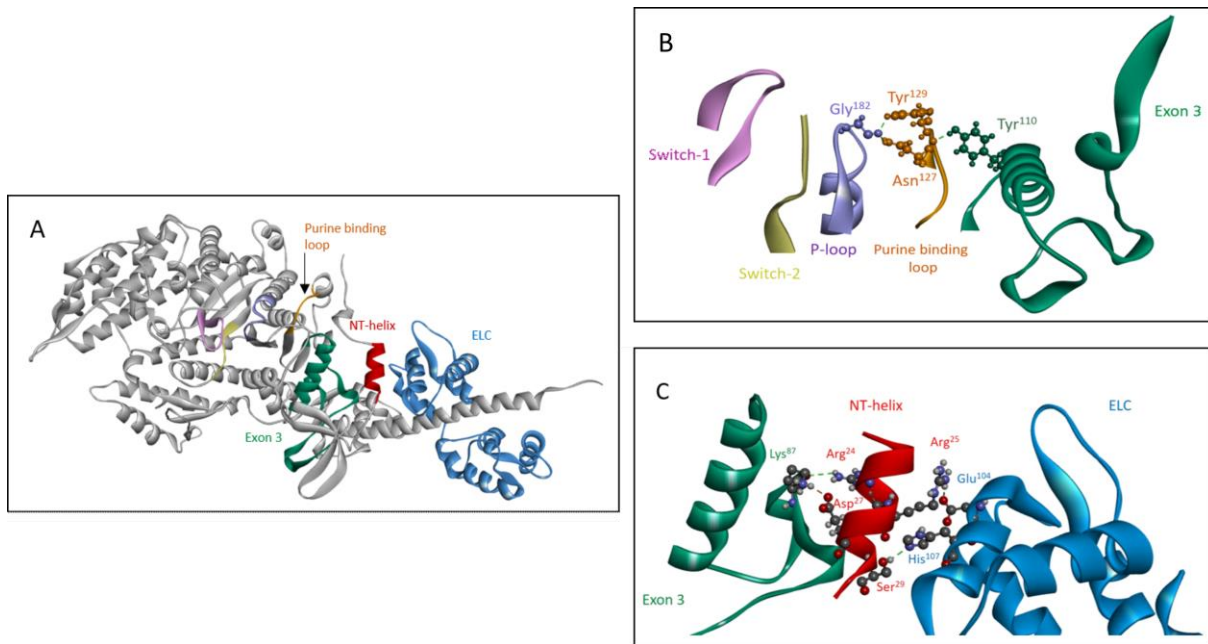 A
Purine binding
loop
NT-helix
ELC
Exon 3
B
Gly182
Tyr129
Tyr110
Exon 3
Switch-1
Asn127
P-loop
Purine binding
loop
Switch-2
C
NT-helix
ELC
Lys87
Arg24
Arg25
Glu104
Asp27
His107
Ser29
Exon 3